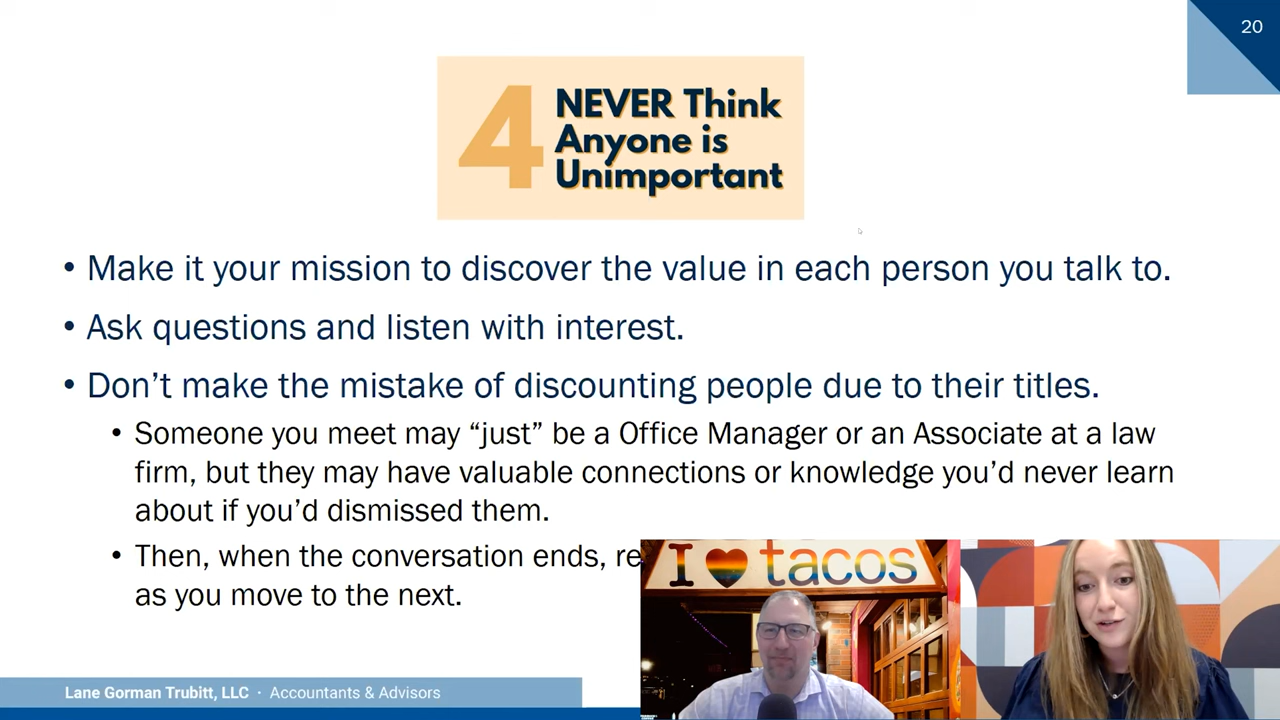 20
4 NEVER Think
Anyone is
Unimportant
• Make it your mission to discover the value in each person you talk to.
• Ask questions and listen with interest.
• Don’t make the mistake of discounting people due to their titles.
• Someone you meet may “just” be a Office Manager or an Associate at a law
firm, but they may have valuable connections or knowledge you’d never learn
about if you’d dismissed them.
• Then, when the conversation ends,
as you move to the next.
I ❤ tacos
Lane Gorman Trubitt, LLC · Accountants & Advisors